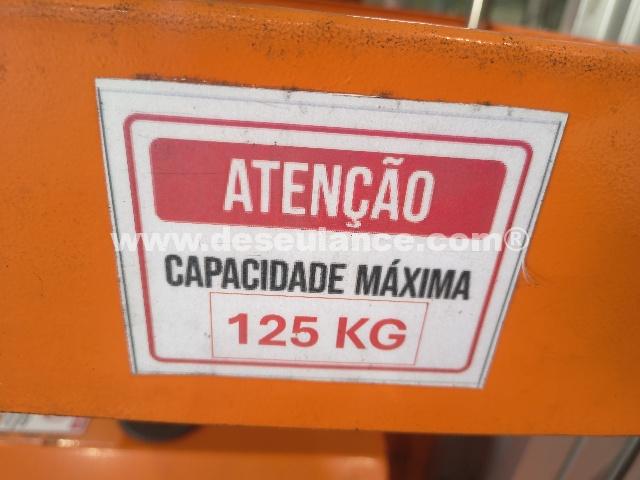 ATENÇÃO
www.deseulance.com®
CAPACIDADE MÁXIMA
125 KG